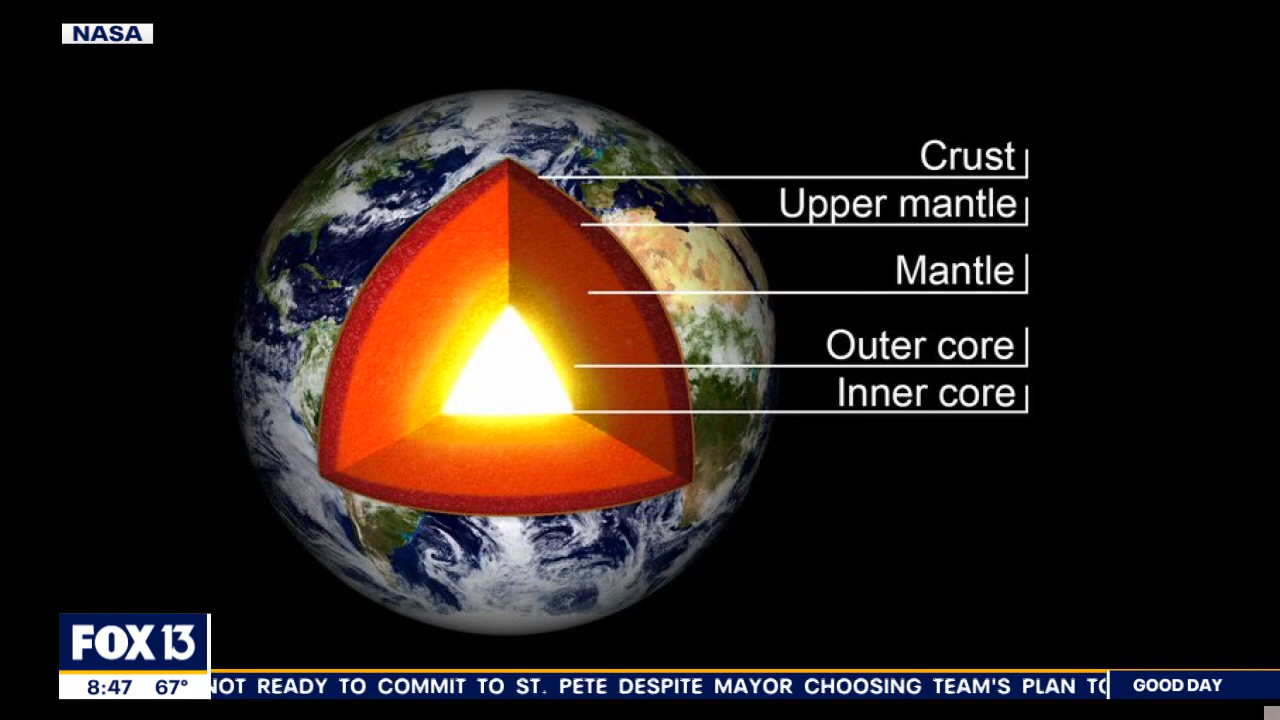 NASA
Crust
Upper mantle
Mantle
Outer core
Inner core
FOX 13
8:47 67°
NOT READY TO COMMIT TO ST. PETE DESPITE MAYOR CHOOSING TEAM'S PLAN
GOOD DAY